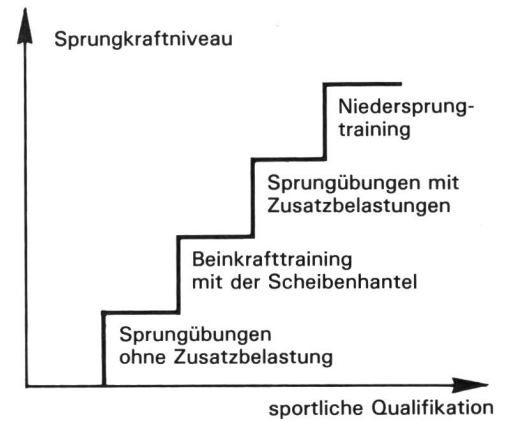 Sprungkraftniveau
Niedersprung-
training
Sprungübungen mit
Zusatzbelastungen
Beinkrafttraining
mit der Scheibenhantel
Sprungübungen
ohne Zusatzbelastung
sportliche Qualifikation